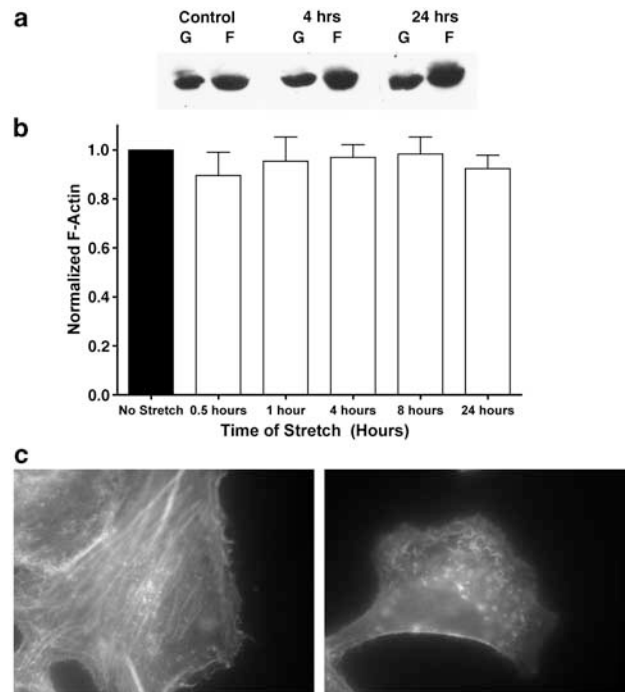 a
Control 4 hrs 24 hrs
G F G F G F
b
Normalized F-Actin
1.0
0.8
0.6
0.4
0.2
0.0
No Stretch 0.5 hours 1 hour 4 hours 8 hours 24 hours
Time of Stretch (Hours)
c